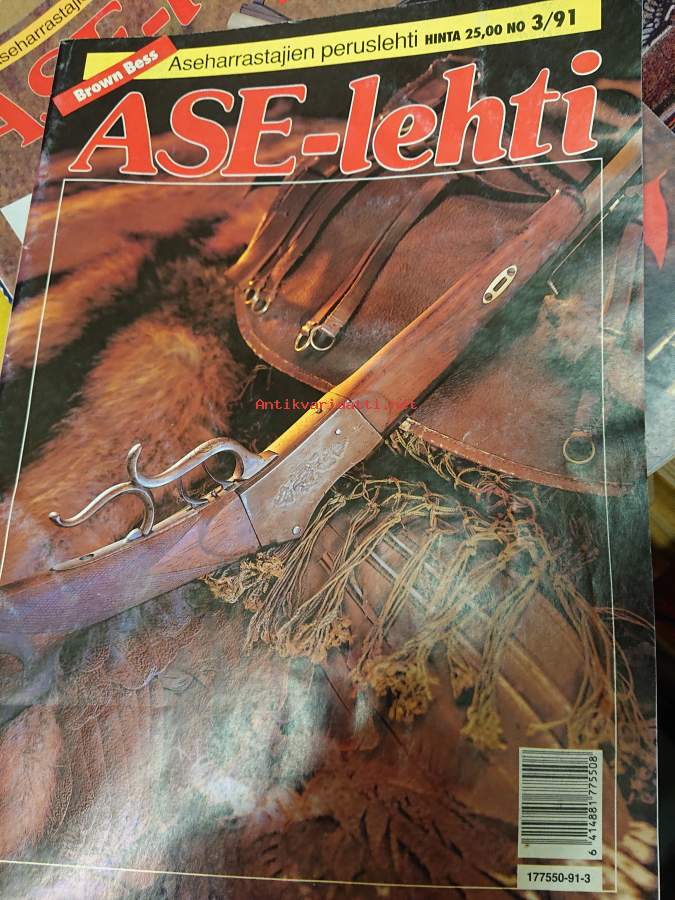 Aseharrastajien peruslehti HINTA 25,00 NO 3/91
Brown Bess
ASE-lehti
Antikvariaatti.net
6 414881 775508
177550-91-3